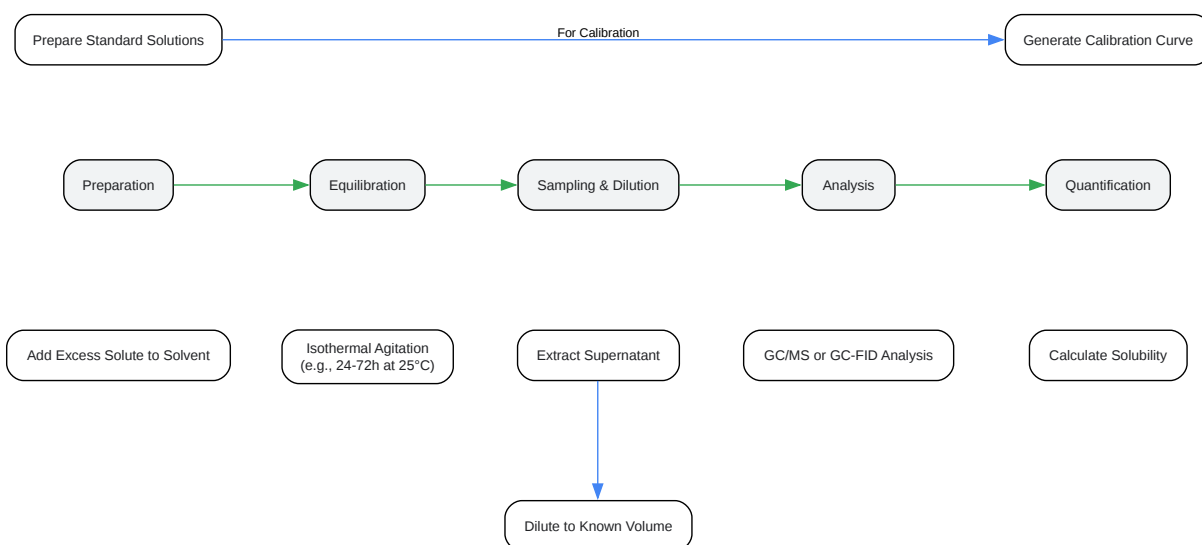 For Calibration
Prepare Standard Solutions
Generate Calibration Curve
Preparation
Equilibration
Sampling & Dilution
Analysis
Quantification
Add Excess Solute to Solvent
Isothermal Agitation
(e.g., 24-72h at 25°C)
Extract Supernatant
GC/MS or GC-FID Analysis
Calculate Solubility
Dilute to Known Volume